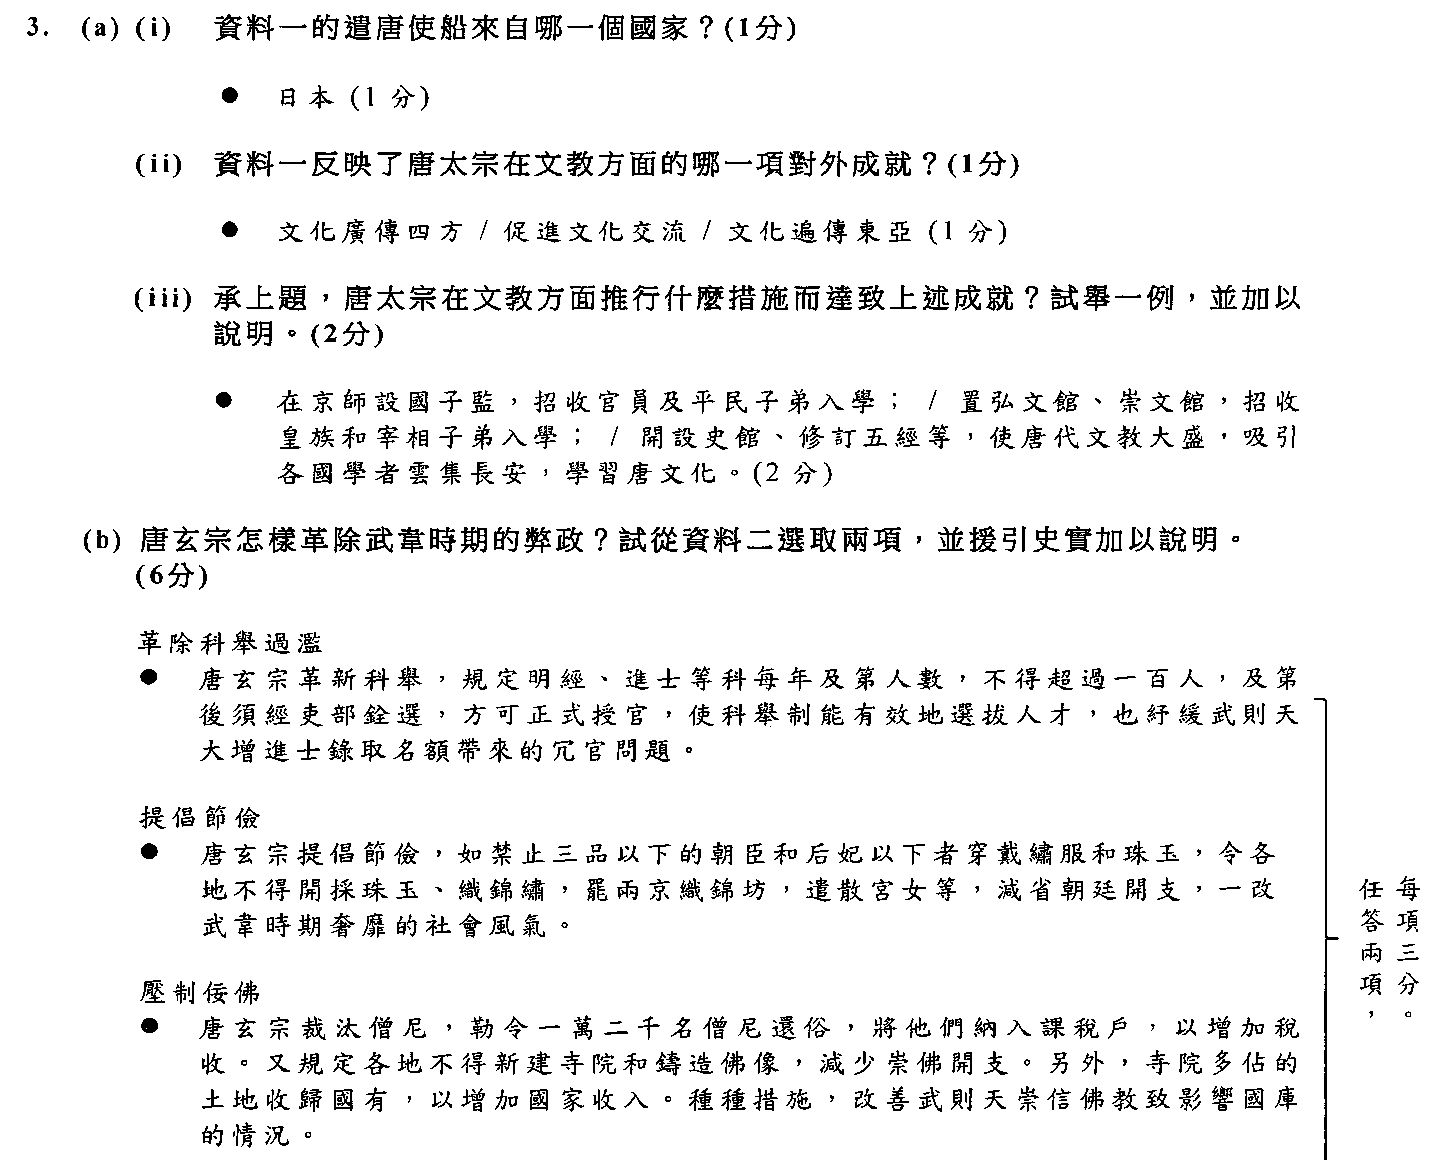 3. (a) (i) 資料一的遣唐使船來自哪一個國家？(1分)
● 日本 (1 分)
(ii) 資料一反映了唐太宗在文教方面的哪一項對外成就？(1分)
● 文化廣傳四方 / 促進文化交流 / 文化遍傳東亞 (1 分)
(iii) 承上題，唐太宗在文教方面推行什麼措施而達致上述成就？試舉一例，並加以
說明。(2分)
● 在京師設國子監，招收官員及平民子弟入學； / 置弘文館、崇文館，招收
皇族和宰相子弟入學； / 開設史館、修訂五經等，使唐代文教大盛，吸引
各國學者雲集長安，學習唐文化。(2 分)
(b) 唐玄宗怎樣革除武韋時期的弊政？試從資料二選取兩項，並援引史實加以說明。
(6分)
革除科舉過濫
● 唐玄宗革新科舉，規定明經、進士等科每年及第人數，不得超過一百人，及第
後須經吏部銓選，方可正式授官，使科舉制能有效地選拔人才，也紓緩武則天
大增進士錄取名額帶來的冗官問題。
提倡節儉
● 唐玄宗提倡節儉，如禁止三品以下的朝臣和后妃以下者穿戴繡服和珠玉，令各
地不得開採珠玉、織錦繡，罷兩京織錦坊，遣散宮女等，減省朝廷開支，一改
武韋時期奢靡的社會風氣。
壓制佞佛
● 唐玄宗裁汰僧尼，勒令一萬二千名僧尼還俗，將他們納入課稅戶，以增加稅
收。又規定各地不得新建寺院和鑄造佛像，減少崇佛開支。另外，寺院多佔的
土地收歸國有，以增加國家收入。種種措施，改善武則天崇信佛教致影響國庫
的情況。
每項三分。
任答兩項，